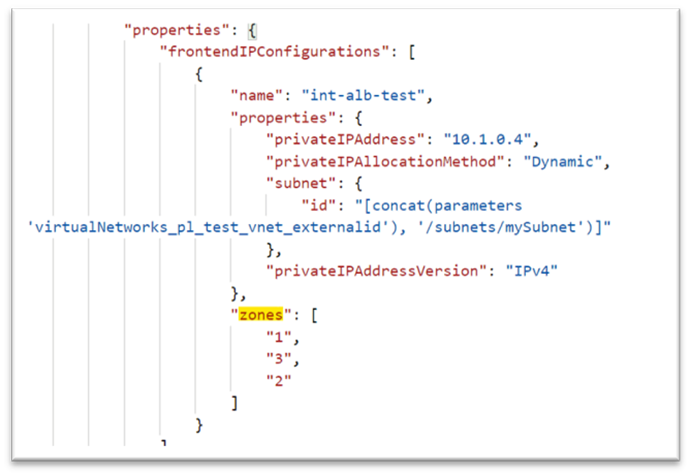 "properties": {
"frontendIPConfigurations": [
{
"name": "int-alb-test",
"properties": {
"privateIPAddress": "10.1.0.4",
"privateIPAllocationMethod": "Dynamic",
"subnet": {
"id": "[concat(parameters
'virtualNetworks_pl_test_vnet_externalid'), '/subnets/mySubnet')]"
},
"privateIPAddressVersion": "IPv4"
},
"zones": [
"1",
"3",
"2"
]
}